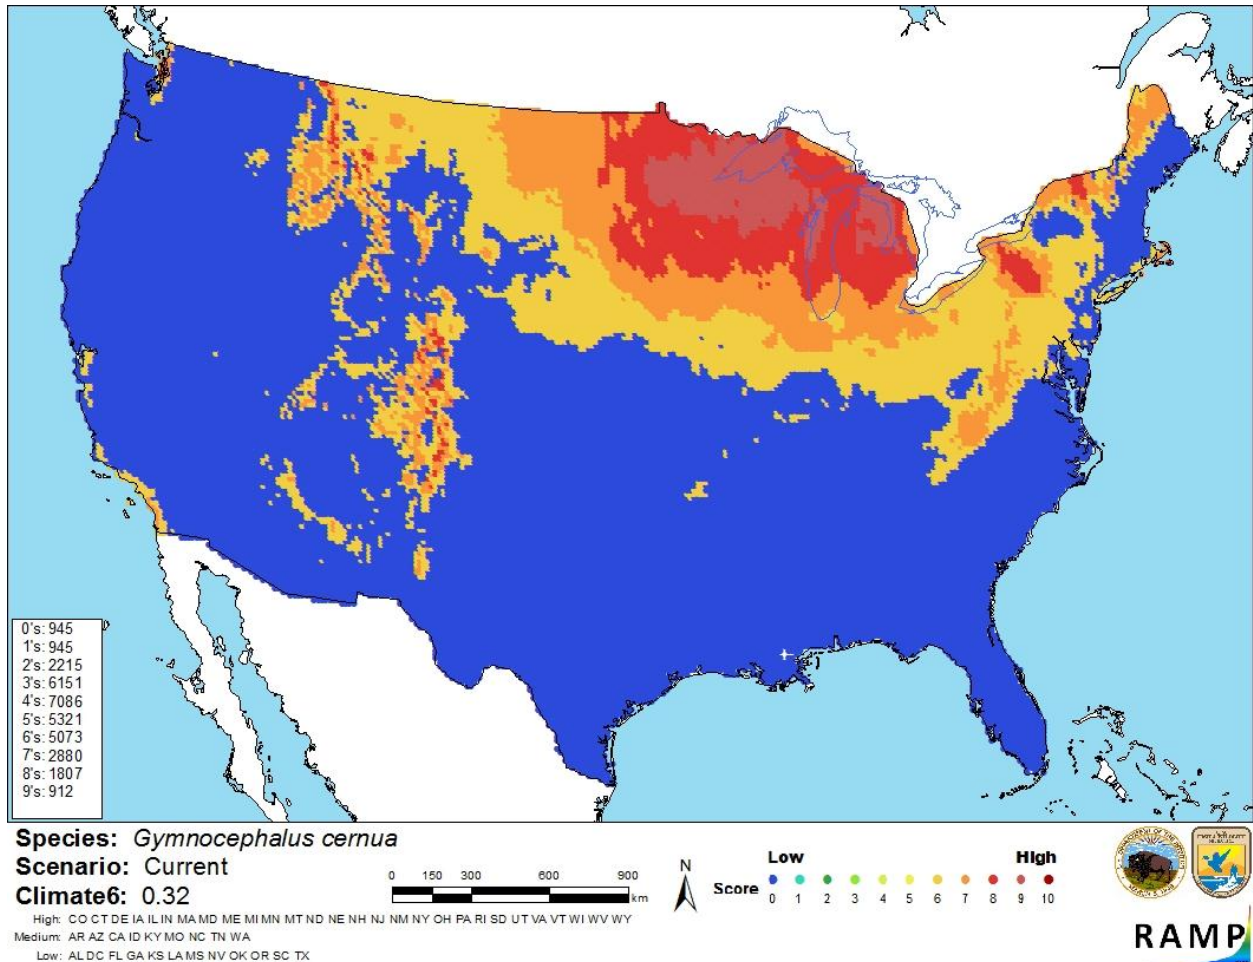 0's: 945
1's: 945
2's: 2215
3's: 6151
4's: 7086
5's: 5321
6's: 5073
7's: 2880
8's: 1807
9's: 912
Species: Gymnocephalus cernua
Scenario: Current
Climate6: 0.32
High: CO CT DE IA IL IN MA MD ME MI MN MT ND NE NH NJ NM NY OH PA RI SD UT VA VT WI WV WY
Medium: AR AZ CA ID KY MO NC TN WA
Low: AL DC FL GA KS LA MS NV OK OR SC TX
0 150 300 600 900
km
N
Low High
Score
0 1 2 3 4 5 6 7 8 9 10
RAMP